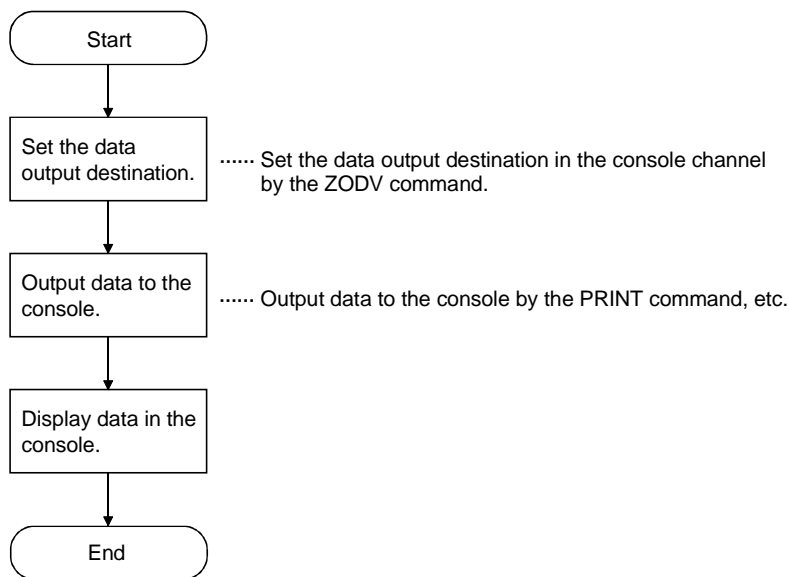 Start
Set the data
output destination.
...... Set the data output destination in the console channel
by the ZODV command.
Output data to the
console.
...... Output data to the console by the PRINT command, etc.
Display data in the
console.
End